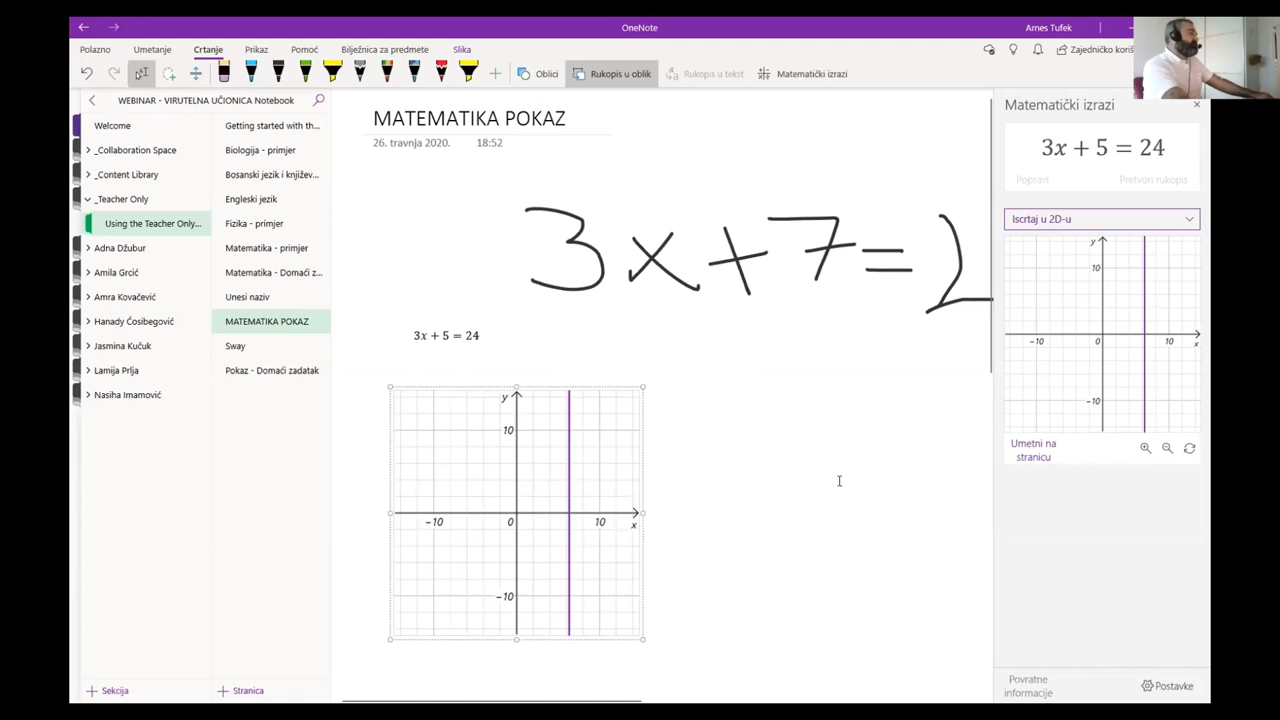 OneNote
Ames Tufek
Polazno
Umetanje
Crtanje
Prikaz
Pomoć
Bilježnica za predmete
Slika
Zajedničko koriš
Oblici
Rukopis u oblik
Rukopis u tekst
Matematički izrazi
WEBINAR - VIRUTELNA UČIONICA Notebook
Welcome
_Collaboration Space
_Content Library
_Teacher Only
Using the Teacher Only...
Adna Džubur
Amila Grcić
Amra Kovačević
Hanady Ćosibegović
Jasmina Kučuk
Lamija Prlja
Nasiha Imamović
Sekcija
Getting started with th...
Biologija - primjer
Bosanski jezik i književ...
Engleski jezik
Fizika - primjer
Matematika - primjer
Matematika - Domaći z...
Unesi naziv
MATEMATIKA POKAZ
Sway
Pokaz - Domaći zadatak
Stranica
MATEMATIKA POKAZ
26. travnja 2020. 18:52
3x+7=2
3x + 5 = 24
y
10
-10 0 10
x
-10
Matematički izrazi
3x + 5 = 24
Popravi
Pretvori rukopis
Iscrtaj u 2D-u
y
10
-10 0 10
x
-10
Umetni na
stranicu
Povratne
informacije
Postavke